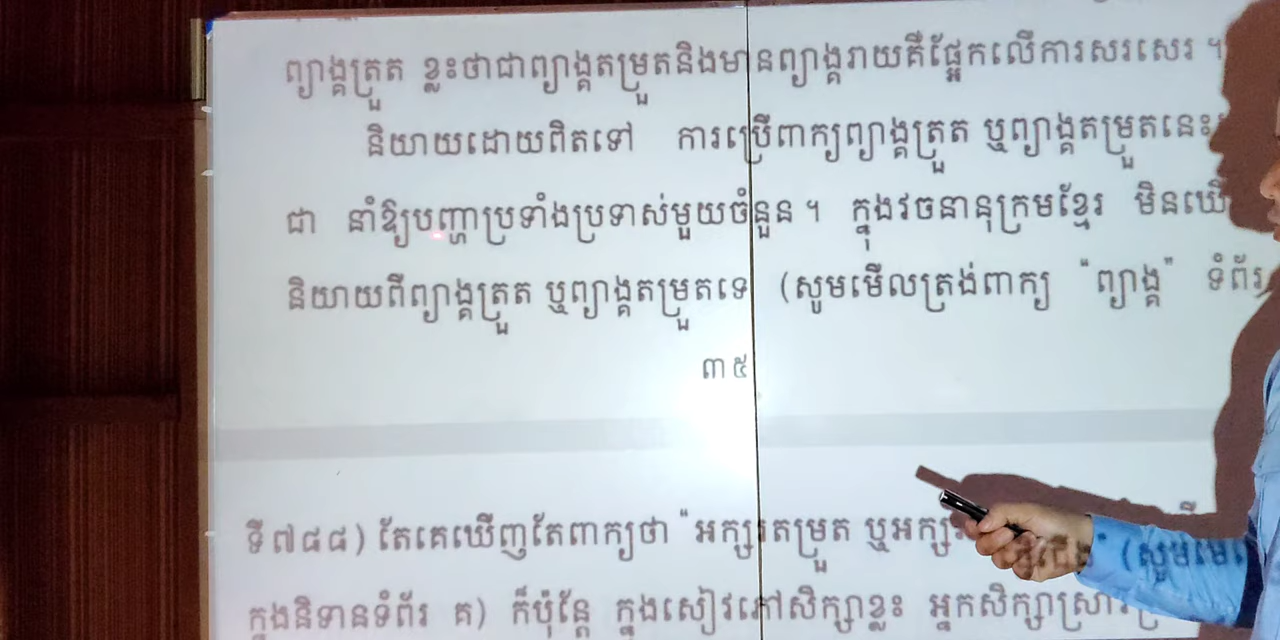 ព្យាង្គត្រួត ខ្លះថាជាព្យាង្គតម្រួតនិងមានព្យាង្គរាយគឺផ្អែកលើការសរសេរ ។
និយាយដោយពិតទៅ ការប្រើពាក្យព្យាង្គត្រួត ឬព្យាង្គតម្រួតនេះ
ជា នាំឱ្យបញ្ហាប្រទាំងប្រទាស់មួយចំនួន ។ ក្នុងវចនានុក្រមខ្មែរ មិនឃើ
និយាយពីព្យាង្គត្រួត ឬព្យាង្គតម្រួតទេ (សូមមើលត្រង់ពាក្យ "ព្យាង្គ" ទំព័រ
៣៥
ទី៧៨៨) តែគេឃើញតែពាក្យថា "អក្សរតម្រួត ឬអក្សរ (សូមមើ
ក្នុងនិទានទំព័រ គ) ក៏ប៉ុន្តែ ក្នុងសៀវភៅសិក្សាខ្លះ អ្នកសិក្សាស្រាវជ្រ